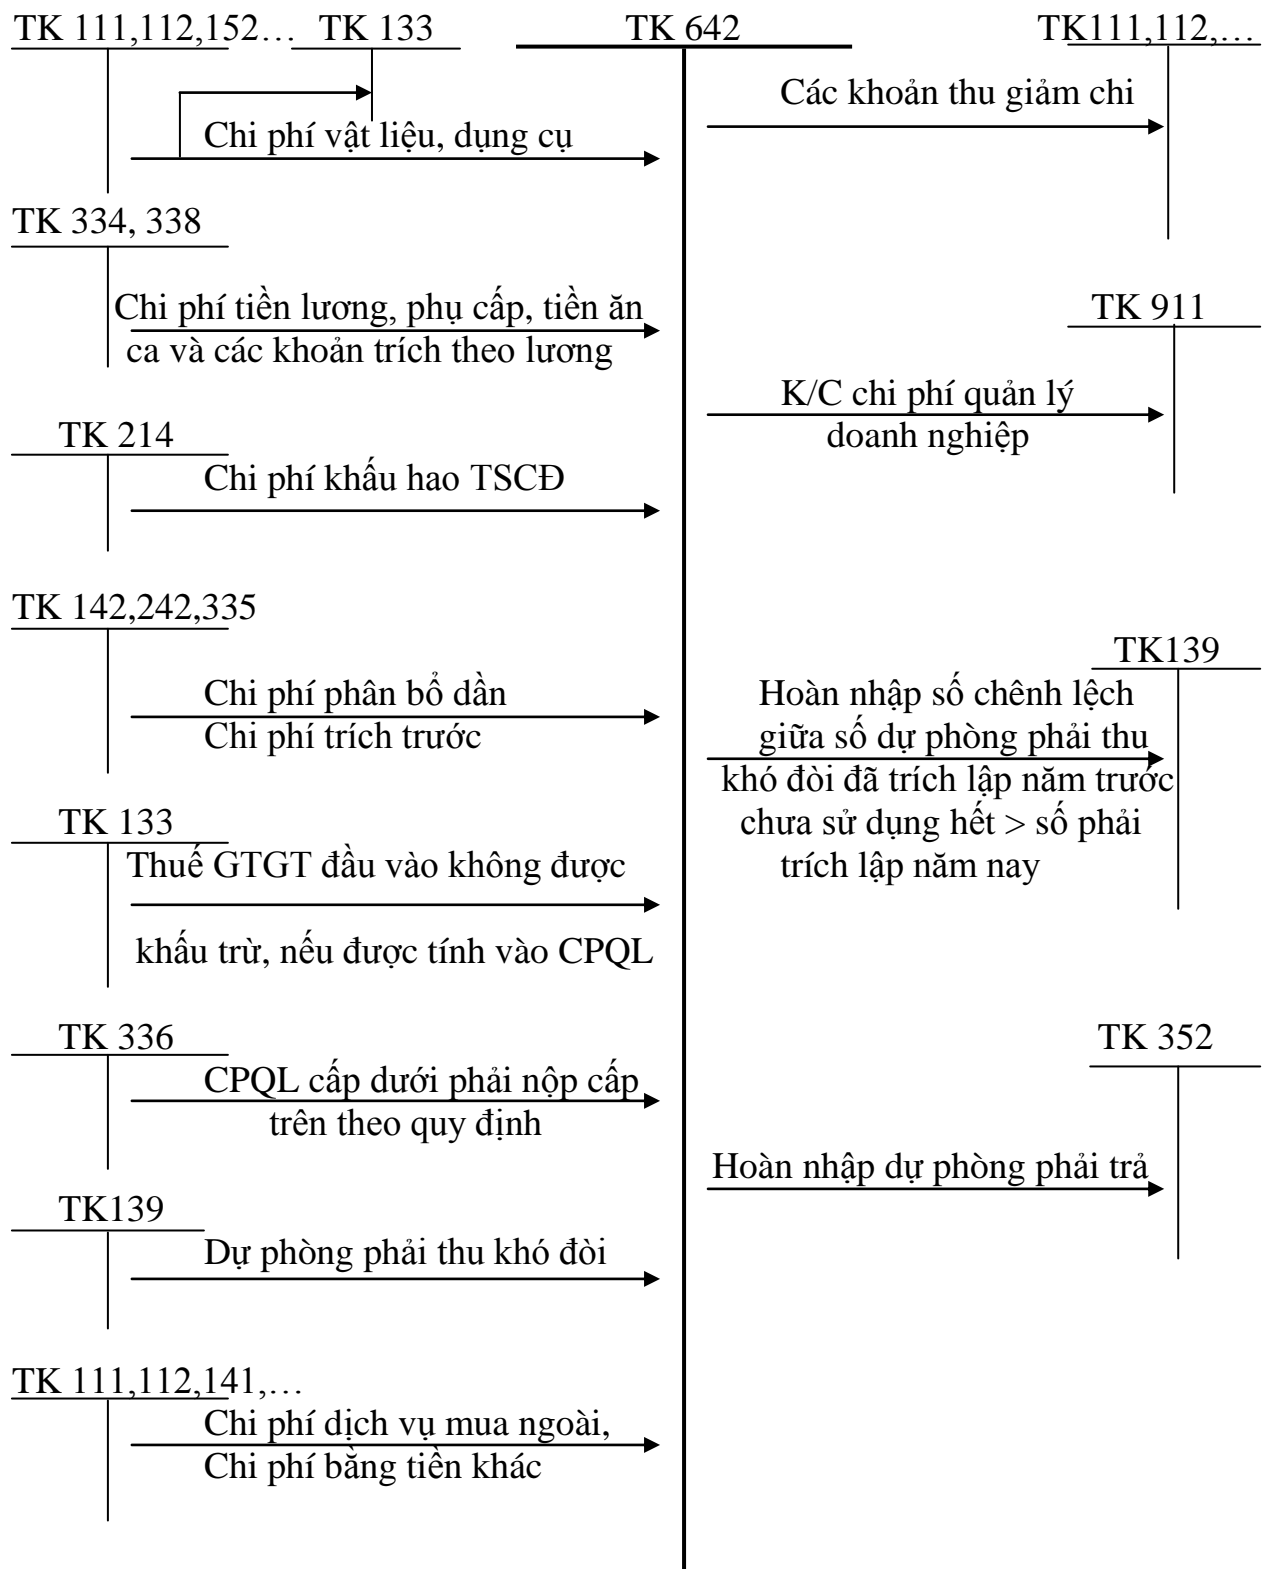 TK 111,112,152… TK 133 TK 642 TK111,112,…
Các khoản thu giảm chi
Chi phí vật liệu, dụng cụ
TK 334, 338
Chi phí tiền lương, phụ cấp, tiền ăn
ca và các khoản trích theo lương
TK 911
K/C chi phí quản lý
doanh nghiệp
TK 214
Chi phí khấu hao TSCĐ
TK 142,242,335
Chi phí phân bổ dần
Chi phí trích trước
TK139
Hoàn nhập số chênh lệch
giữa số dự phòng phải thu
khó đòi đã trích lập năm trước
chưa sử dụng hết > số phải
trích lập năm nay
TK 133
Thuế GTGT đầu vào không được
khấu trừ, nếu được tính vào CPQL
TK 336
CPQL cấp dưới phải nộp cấp
trên theo quy định
TK 352
Hoàn nhập dự phòng phải trả
TK139
Dự phòng phải thu khó đòi
TK 111,112,141,…
Chi phí dịch vụ mua ngoài,
Chi phí bằng tiền khác